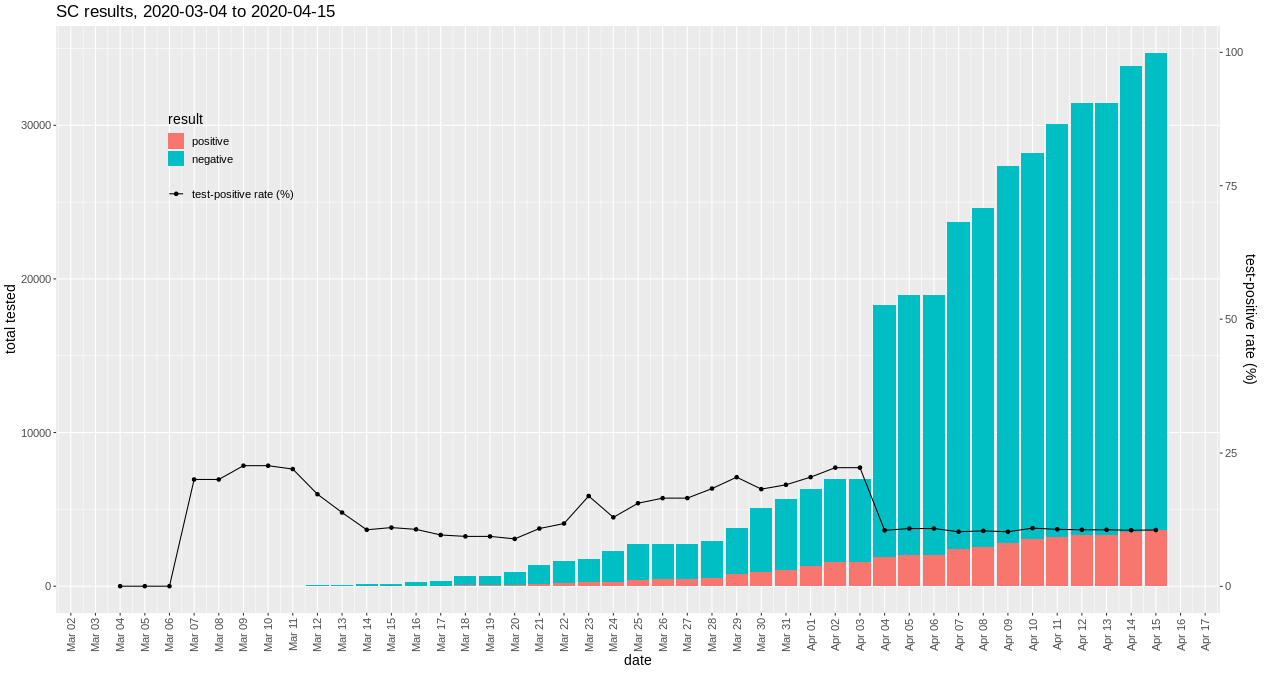 SC results, 2020-03-04 to 2020-04-15
total tested
30000
20000
10000
0
result
positive
negative
test-positive rate (%)
100
75
50
25
0
test-positive rate (%)
Mar 02
Mar 03
Mar 04
Mar 05
Mar 06
Mar 07
Mar 08
Mar 09
Mar 10
Mar 11
Mar 12
Mar 13
Mar 14
Mar 15
Mar 16
Mar 17
Mar 18
Mar 19
Mar 20
Mar 21
Mar 22
Mar 23
Mar 24
Mar 25
Mar 26
Mar 27
Mar 28
Mar 29
Mar 30
Mar 31
Apr 01
Apr 02
Apr 03
Apr 04
Apr 05
Apr 06
Apr 07
Apr 08
Apr 09
Apr 10
Apr 11
Apr 12
Apr 13
Apr 14
Apr 15
Apr 16
Apr 17
date